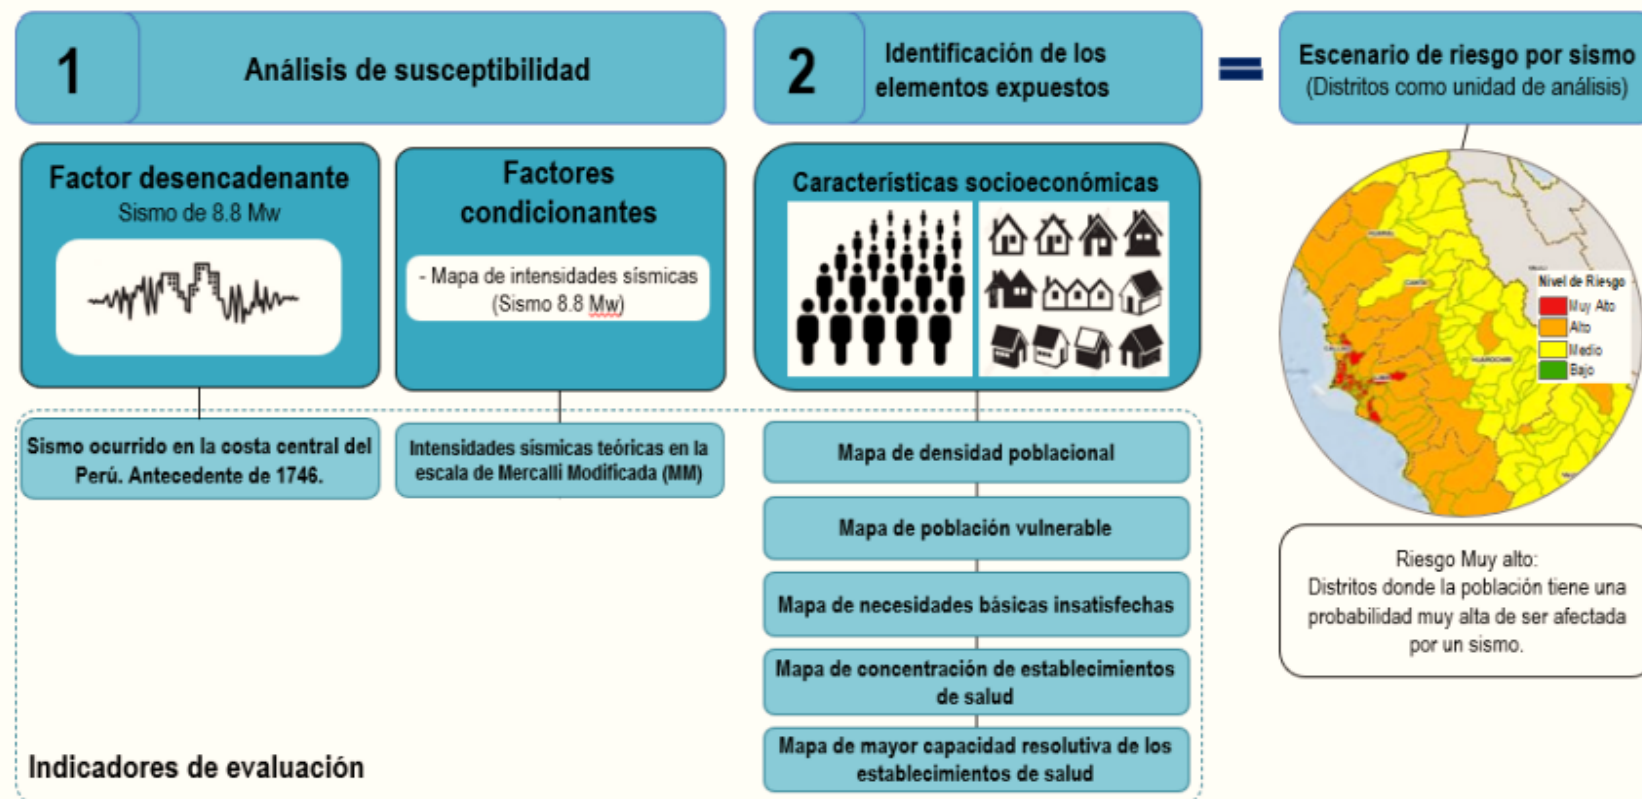 1
Análisis de susceptibilidad
2
Identificación de los
elementos expuestos
Escenario de riesgo por sismo
(Distritos como unidad de análisis)
Factor desencadenante
Sismo de 8.8 Mw
Factores
condicionantes
- Mapa de intensidades sísmicas
(Sismo 8.8 Mw)
Características socioeconómicas
Nivel de Riesgo
Muy Alto
Alto
Medio
Bajo
Sismo ocurrido en la costa central del
Perú. Antecedente de 1746.
Intensidades sísmicas teóricas en la
escala de Mercalli Modificada (MM)
Mapa de densidad poblacional
Mapa de población vulnerable
Mapa de necesidades básicas insatisfechas
Mapa de concentración de establecimientos
de salud
Mapa de mayor capacidad resolutiva de los
establecimientos de salud
Indicadores de evaluación
Riesgo Muy alto:
Distritos donde la población tiene una
probabilidad muy alta de ser afectada
por un sismo.